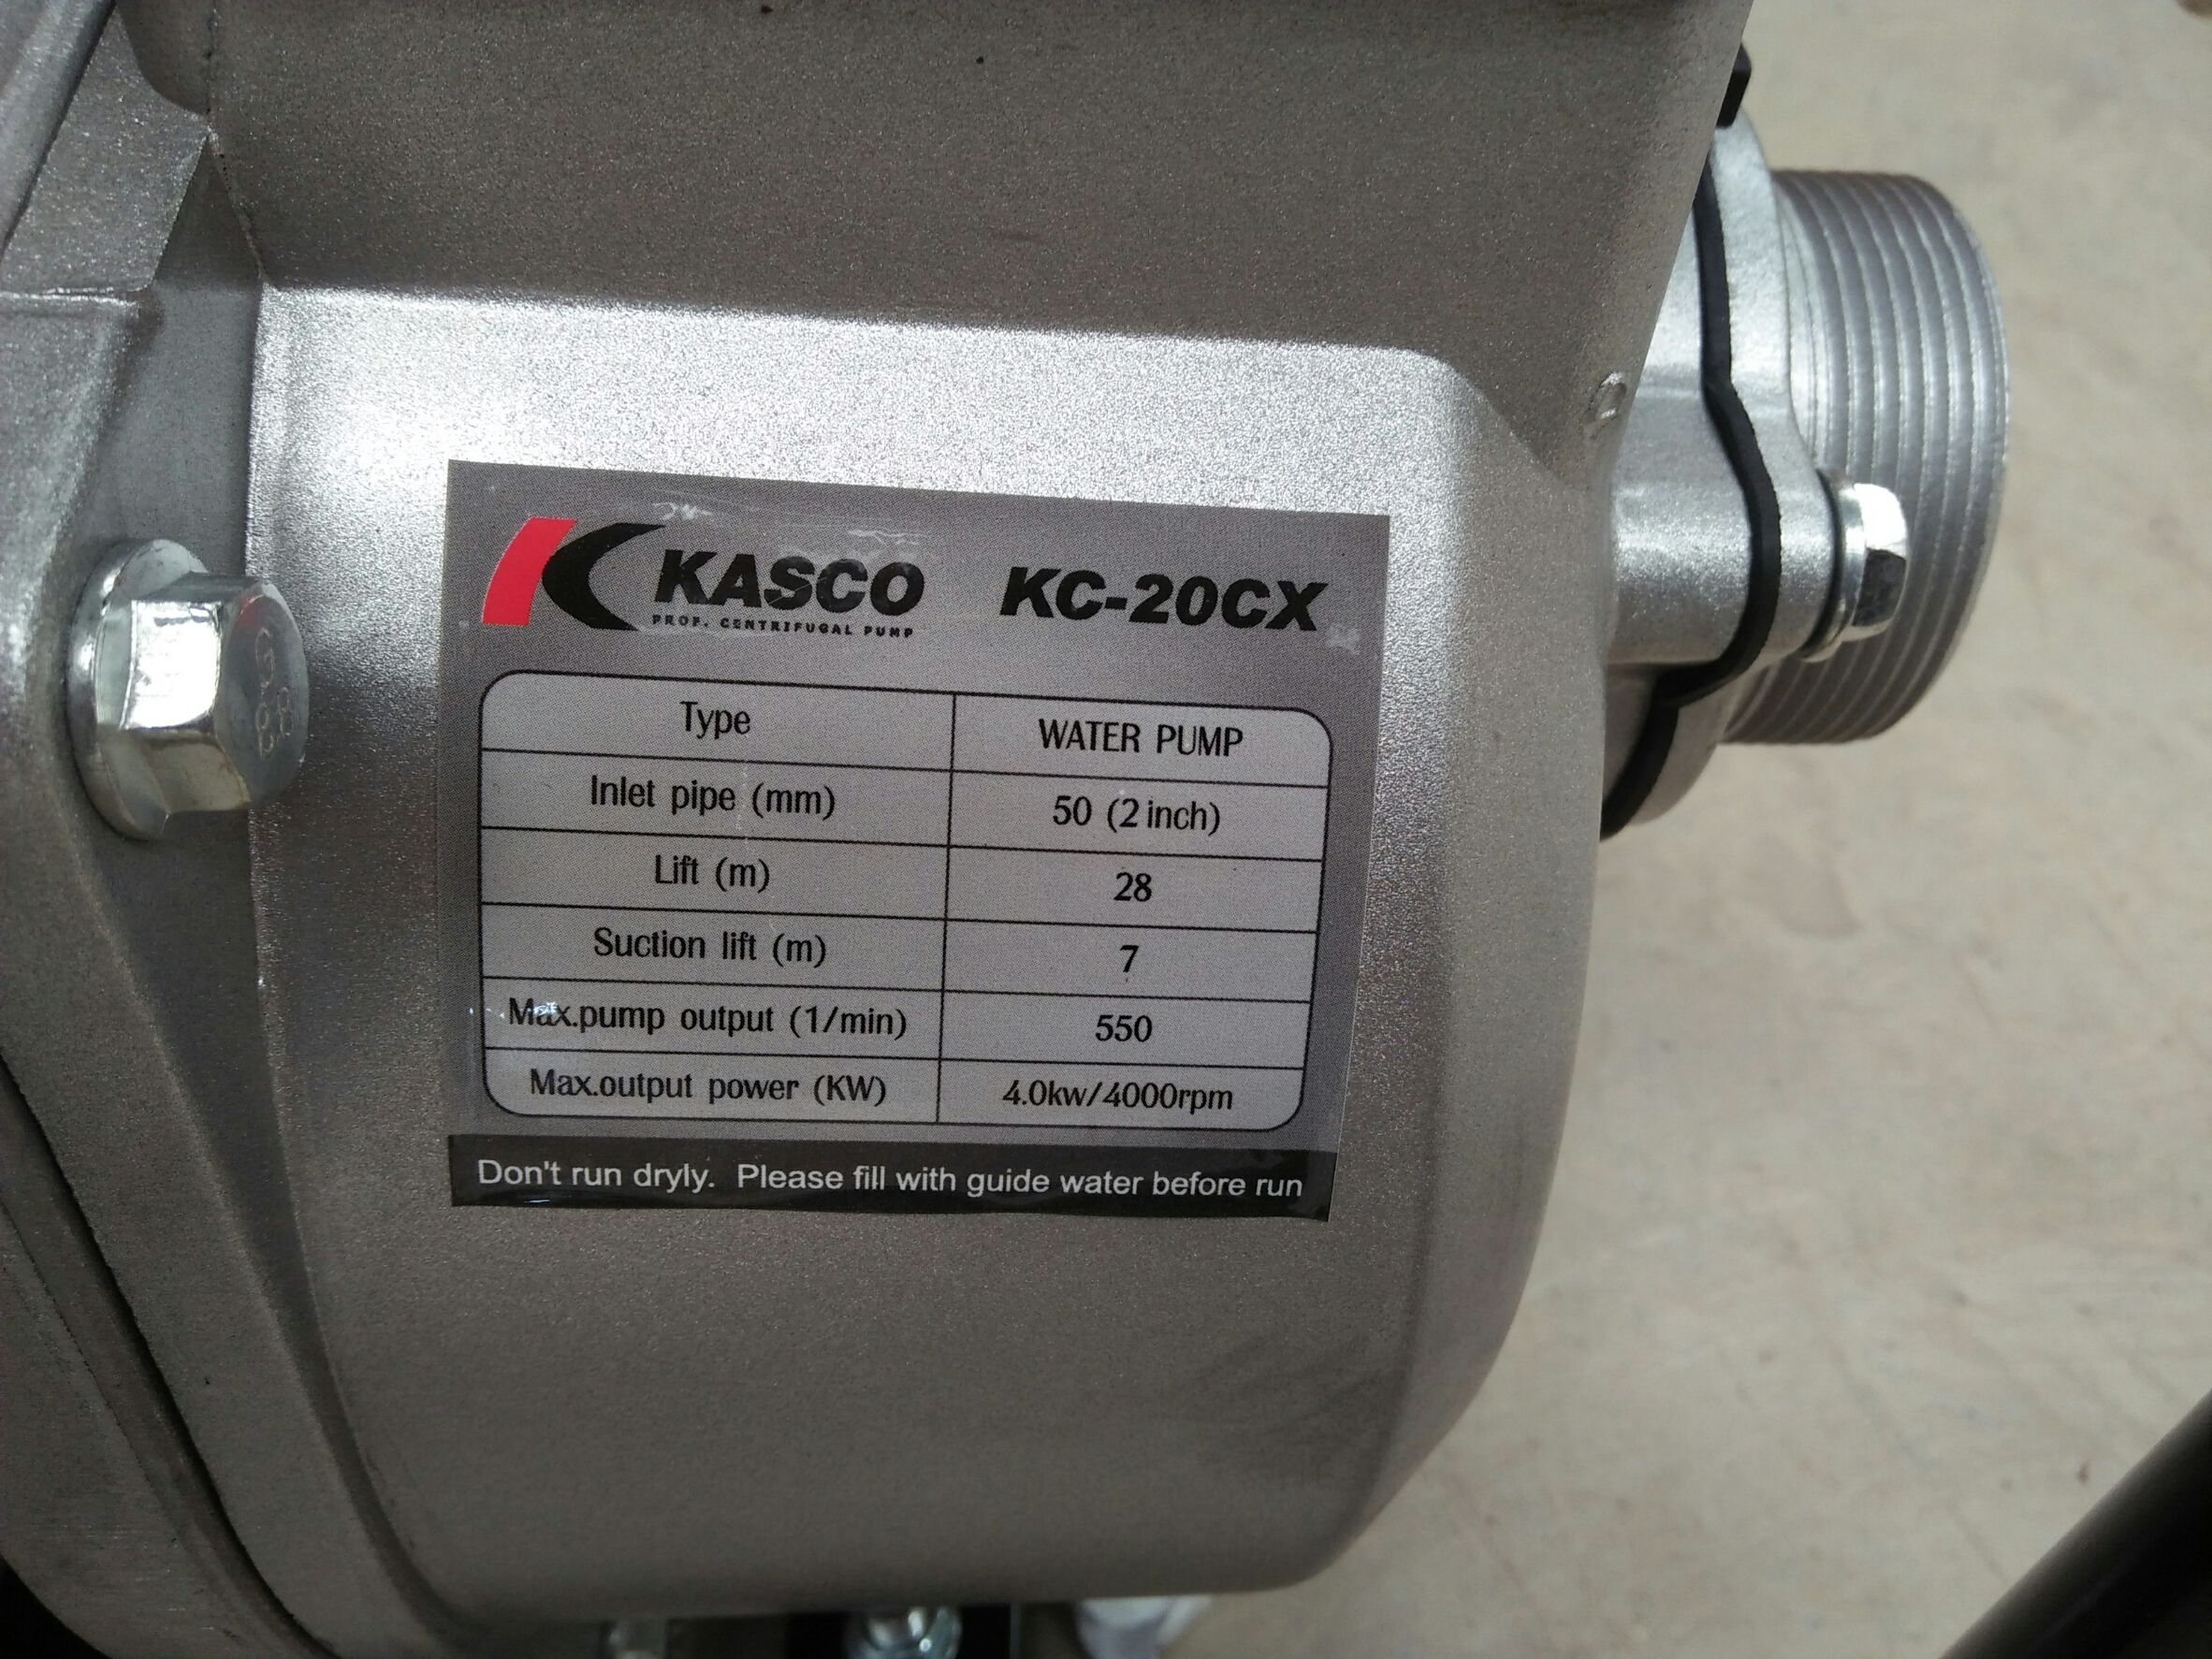 KASCO KC-20CX
PROF. CENTRIFUGAL PUMP
Type WATER PUMP
Inlet pipe (mm) 50 (2 inch)
Lift (m) 28
Suction lift (m) 7
Max.pump output (1/min) 550
Max.output power (KW) 4.0kw/4000rpm
Don't run dryly. Please fill with guide water before run